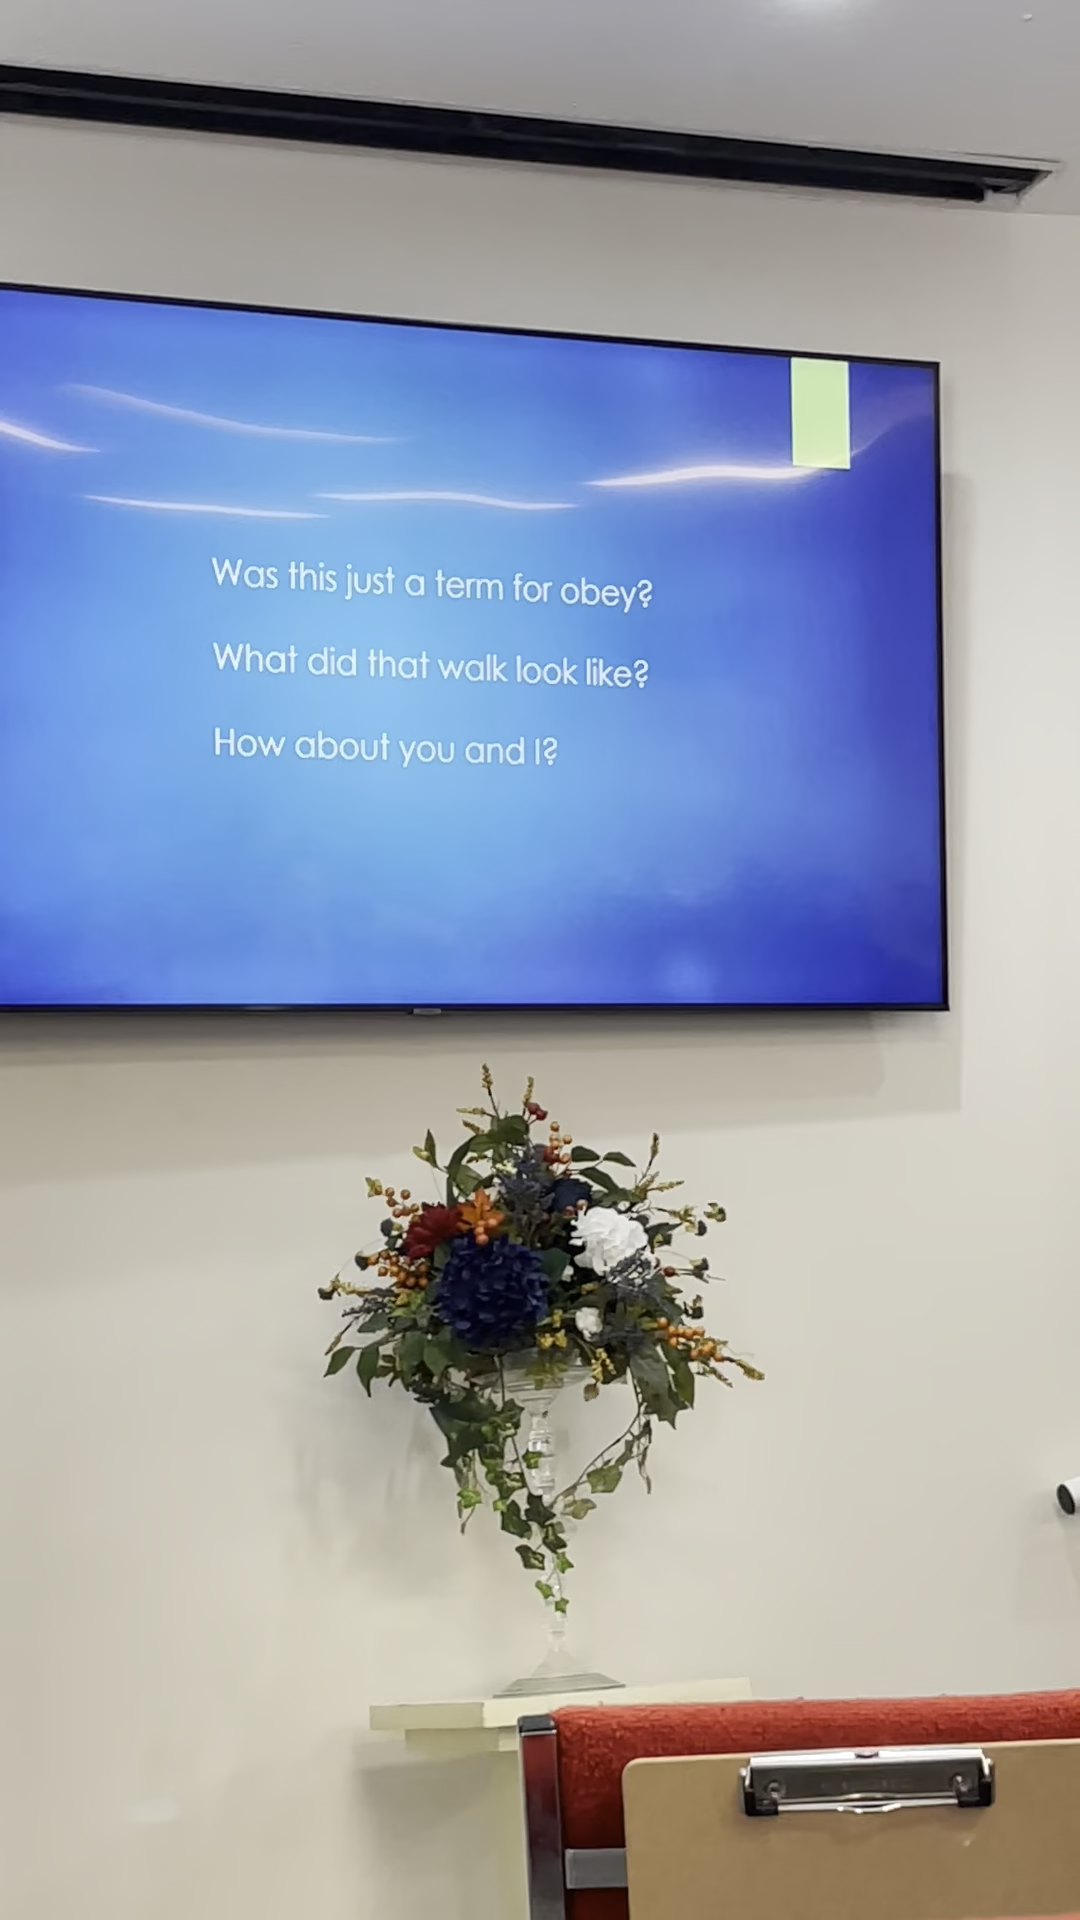 Was this just a term for obey?
What did that walk look like?
How about you and I?